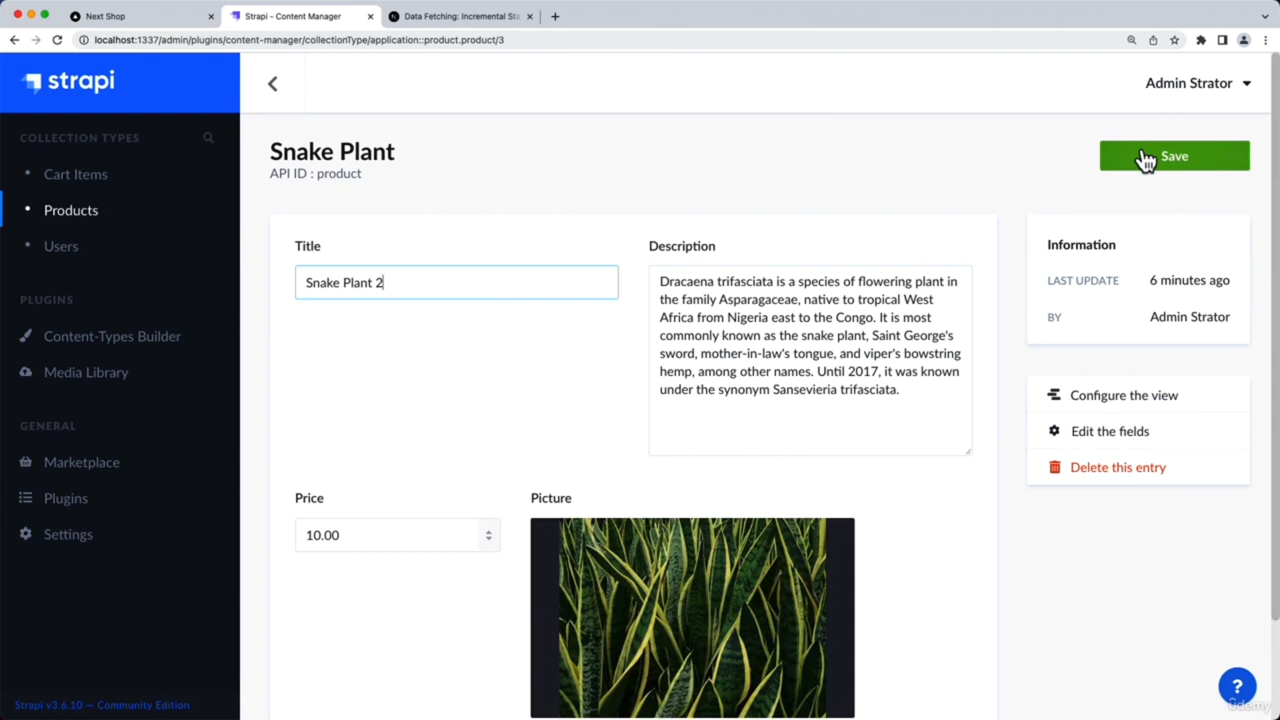 Next Shop
Strapi - Content Manager
Data Fetching: Incremental Sta
localhost:1337/admin/plugins/content-manager/collectionType/application::product.product/3
strapi
Admin Strator
COLLECTION TYPES
Cart Items
Products
Users
PLUGINS
Content-Types Builder
Media Library
GENERAL
Marketplace
Plugins
Settings
Strapi v3.6.10 — Community Edition
Snake Plant
API ID : product
Save
Title
Snake Plant 2
Description
Dracaena trifasciata is a species of flowering plant in
the family Asparagaceae, native to tropical West
Africa from Nigeria east to the Congo. It is most
commonly known as the snake plant, Saint George's
sword, mother-in-law's tongue, and viper's bowstring
hemp, among other names. Until 2017, it was known
under the synonym Sansevieria trifasciata.
Price
10.00
Picture
Information
LAST UPDATE 6 minutes ago
BY Admin Strator
Configure the view
Edit the fields
Delete this entry
?
ûdemy